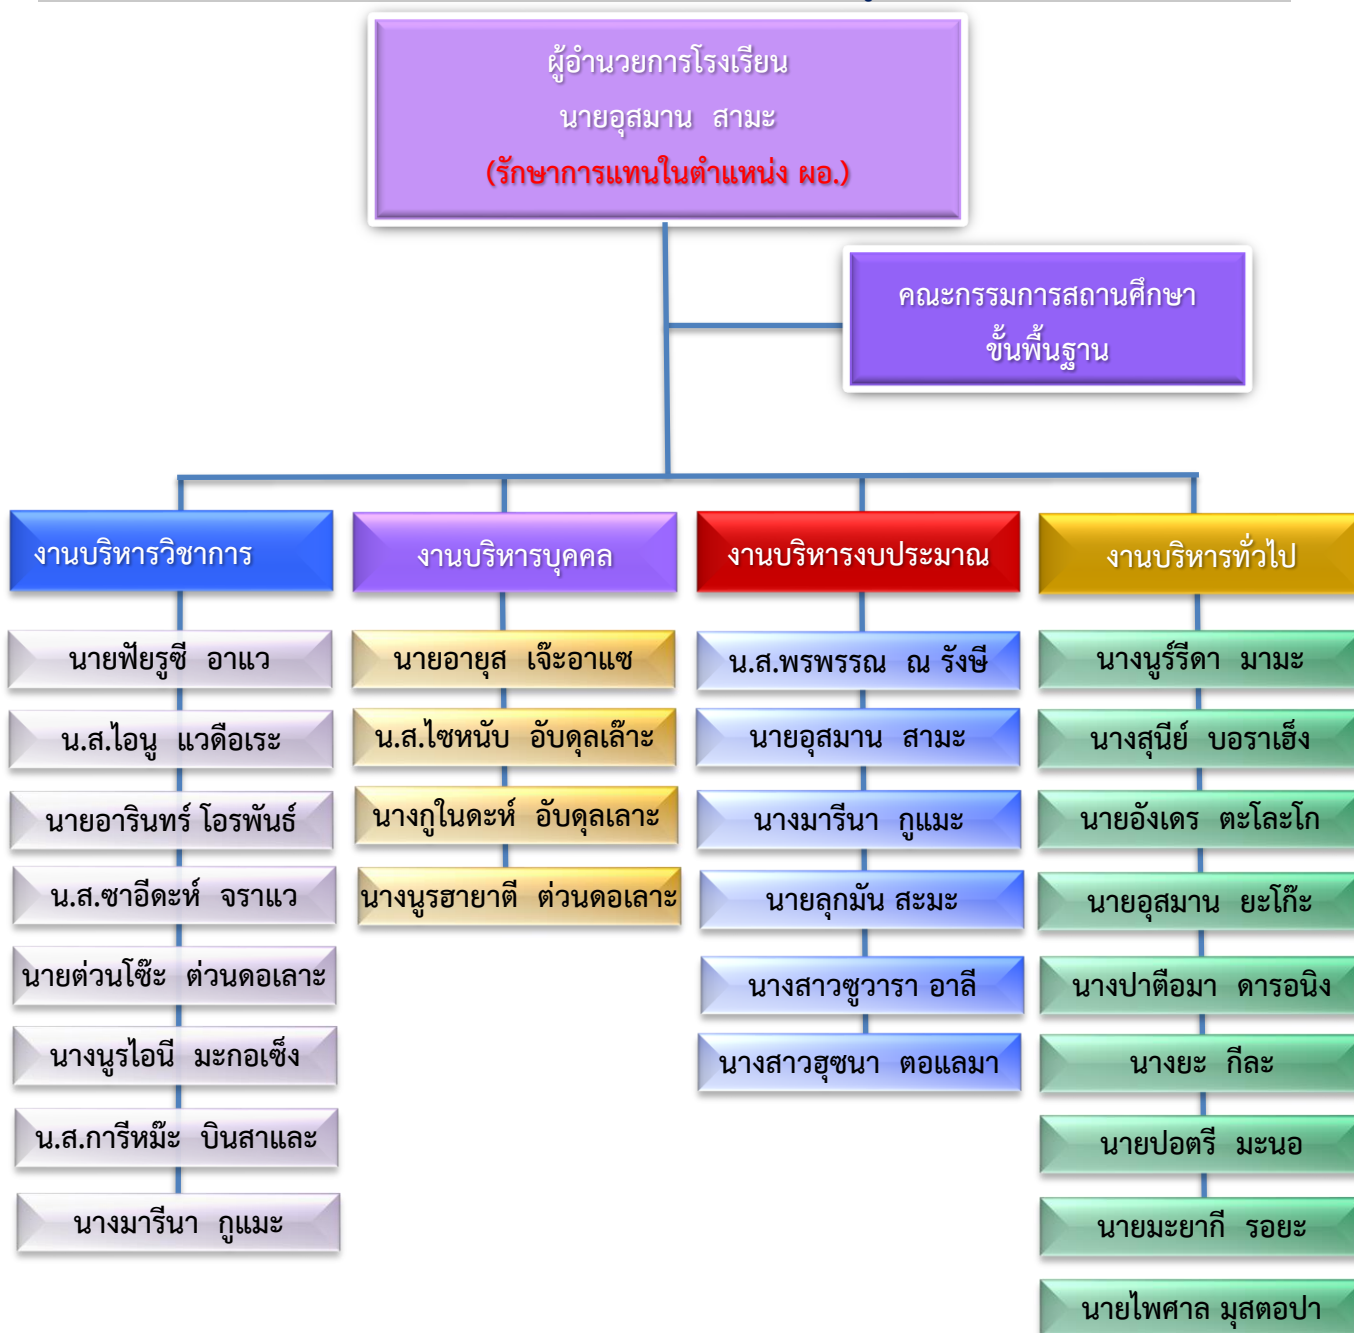 ผู้อำนวยการโรงเรียน
นายอุสมาน สามะ
(รักษาการแทนในตำแหน่ง ผอ.)
คณะกรรมการสถานศึกษา
ขั้นพื้นฐาน
งานบริหารวิชาการ
นายฟัยรูซี อาแว
น.ส.ไอนู แวดือเระ
นายอารินทร์ โอรพันธ์
น.ส.ซาอีดะห์ จราแว
นายต่วนโซ๊ะ ต่วนดอเลาะ
นางนูรไอนี มะกอเซ็ง
น.ส.การีหม๊ะ บินสาและ
นางมารีนา กูแมะ
งานบริหารบุคคล
นายอายุส เจ๊ะอาแซ
น.ส.ไซหนับ อับดุลเล๊าะ
นางกูในดะห์ อับดุลเลาะ
นางนูรฮายาตี ต่วนดอเลาะ
งานบริหารงบประมาณ
น.ส.พรพรรณ ณ รังษี
นายอุสมาน สามะ
นางมารีนา กูแมะ
นายลุกมัน สะมะ
นางสาวซูวารา อาลี
นางสาวฮุซนา ตอแลมา
งานบริหารทั่วไป
นางนูร์รีดา มามะ
นางสุนีย์ บอราเฮ็ง
นายอังเดร ตะโละโก
นายอุสมาน ยะโก๊ะ
นางปาตือมา ดารอนิง
นางยะ กีละ
นายปอตรี มะนอ
นายมะยากี รอยะ
นายไพศาล มุสตอปา